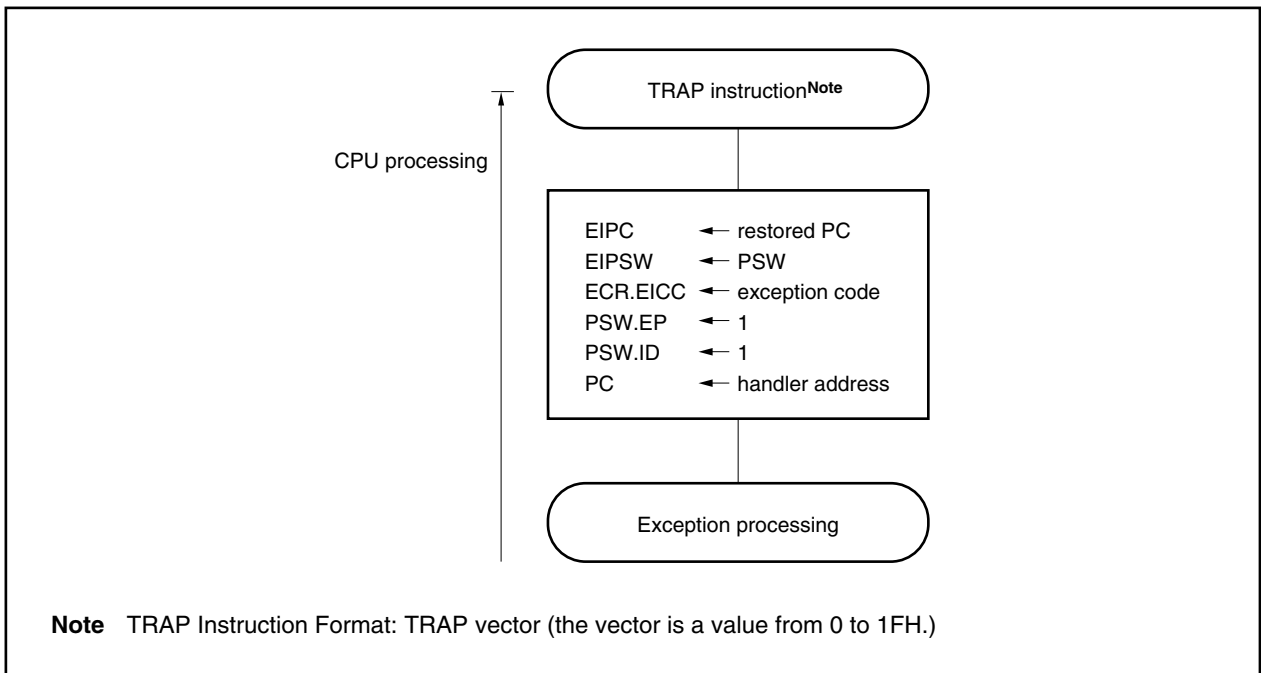 TRAP instructionNote
CPU processing
EIPC ← restored PC
EIPSW ← PSW
ECR.EICC ← exception code
PSW.EP ← 1
PSW.ID ← 1
PC ← handler address
Exception processing
Note TRAP Instruction Format: TRAP vector (the vector is a value from 0 to 1FH.)